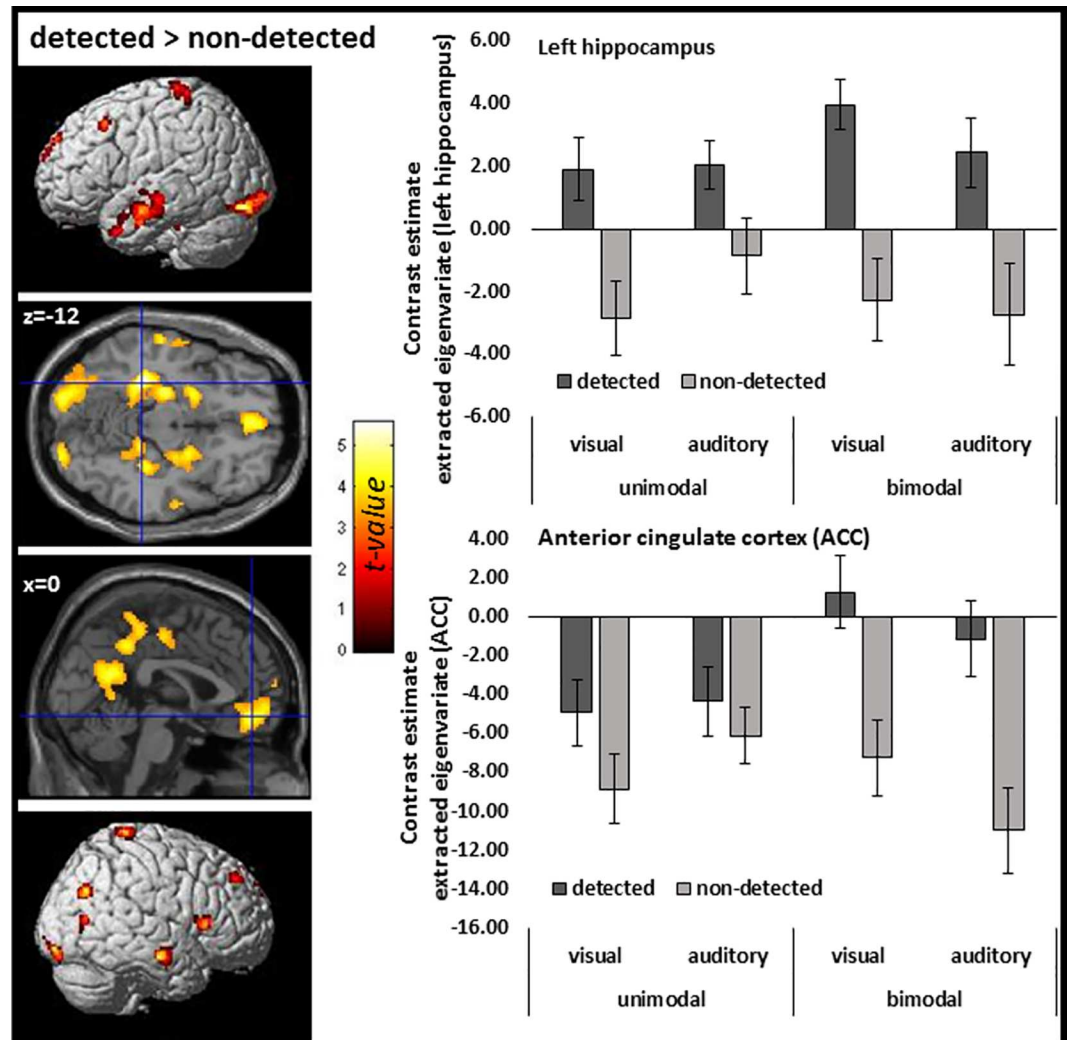 detected > non-detected
z=-12
x=0
5
4
3
2
1
0
t-value
Left hippocampus
Contrast estimate
extracted eigenvariate (left hippocampus)
6.00
4.00
2.00
0.00
-2.00
-4.00
-6.00
detected non-detected
visual auditory visual auditory
unimodal bimodal
Anterior cingulate cortex (ACC)
Contrast estimate
extracted eigenvariate (ACC)
4.00
2.00
0.00
-2.00
-4.00
-6.00
-8.00
-10.00
-12.00
-14.00
-16.00
detected non-detected
visual auditory visual auditory
unimodal bimodal